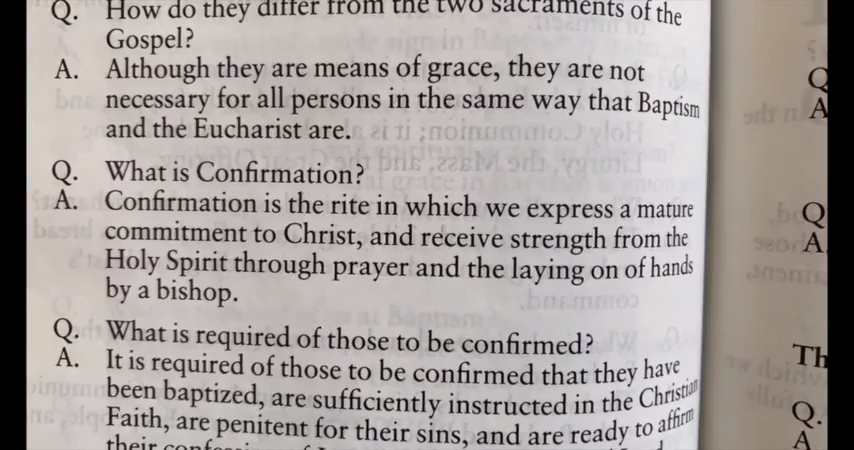 Q. How do they differ from the two sacraments of the
Gospel?
A. Although they are means of grace, they are not
necessary for all persons in the same way that Baptism
and the Eucharist are.
Q. What is Confirmation?
A. Confirmation is the rite in which we express a mature
commitment to Christ, and receive strength from the
Holy Spirit through prayer and the laying on of hands
by a bishop.
Q. What is required of those to be confirmed?
A. It is required of those to be confirmed that they have
been baptized, are sufficiently instructed in the Christian
Faith, are penitent for their sins, and are ready to affirm
their
Q
A
Q
A.
Th
Q.
A